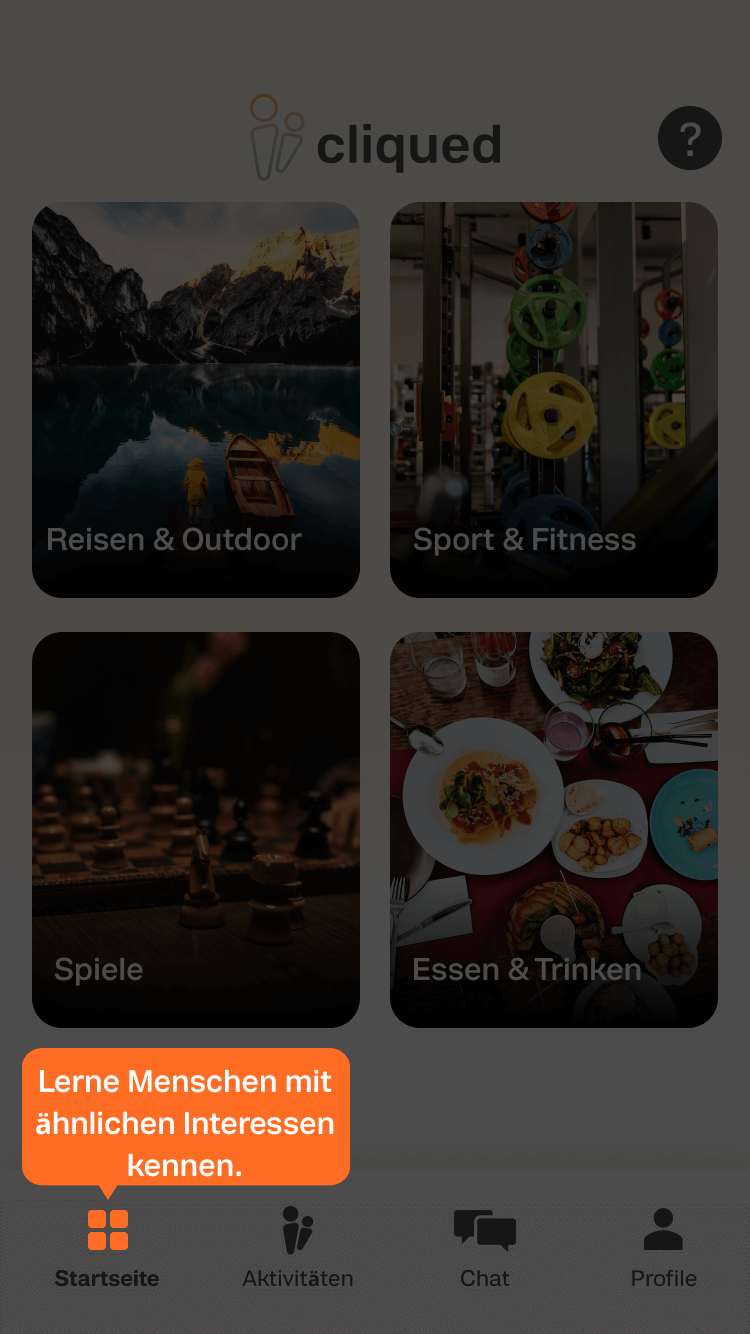 cliqued
?
Reisen & Outdoor
Sport & Fitness
Spiele
Essen & Trinken
Lerne Menschen mit
ähnlichen Interessen
kennen.
Startseite
Aktivitäten
Chat
Profile